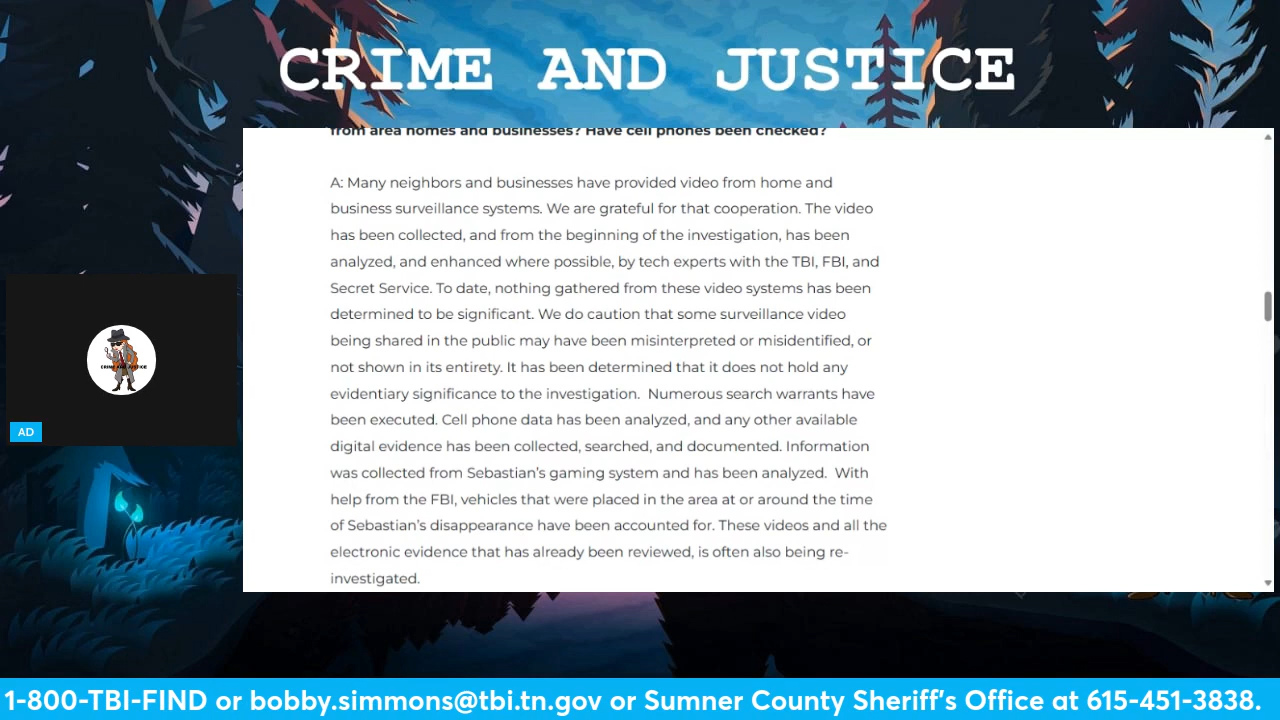 CRIME AND JUSTICE
from area homes and businesses? Have cell phones been checked?
A: Many neighbors and businesses have provided video from home and
business surveillance systems. We are grateful for that cooperation. The video
has been collected, and from the beginning of the investigation, has been
analyzed, and enhanced where possible, by tech experts with the TBI, FBI, and
Secret Service. To date, nothing gathered from these video systems has been
determined to be significant. We do caution that some surveillance video
being shared in the public may have been misinterpreted or misidentified, or
not shown in its entirety. It has been determined that it does not hold any
evidentiary significance to the investigation.  Numerous search warrants have
been executed. Cell phone data has been analyzed, and any other available
digital evidence has been collected, searched, and documented. Information
was collected from Sebastian's gaming system and has been analyzed.  With
help from the FBI, vehicles that were placed in the area at or around the time
of Sebastian's disappearance have been accounted for. These videos and all the
electronic evidence that has already been reviewed, is often also being re-
investigated.
CRIME AND JUSTICE
AD
1-800-TBI-FIND or bobby.simmons@tbi.tn.gov or Sumner County Sheriff's Office at 615-451-3838.